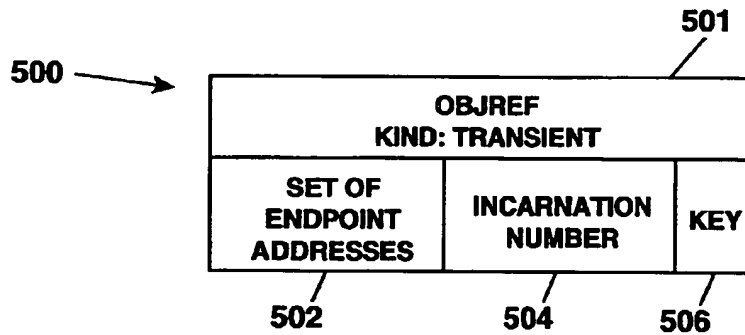 501
500
OBJREF
KIND: TRANSIENT
SET OF
ENDPOINT
ADDRESSES
INCARNATION
NUMBER
KEY
502
504
506